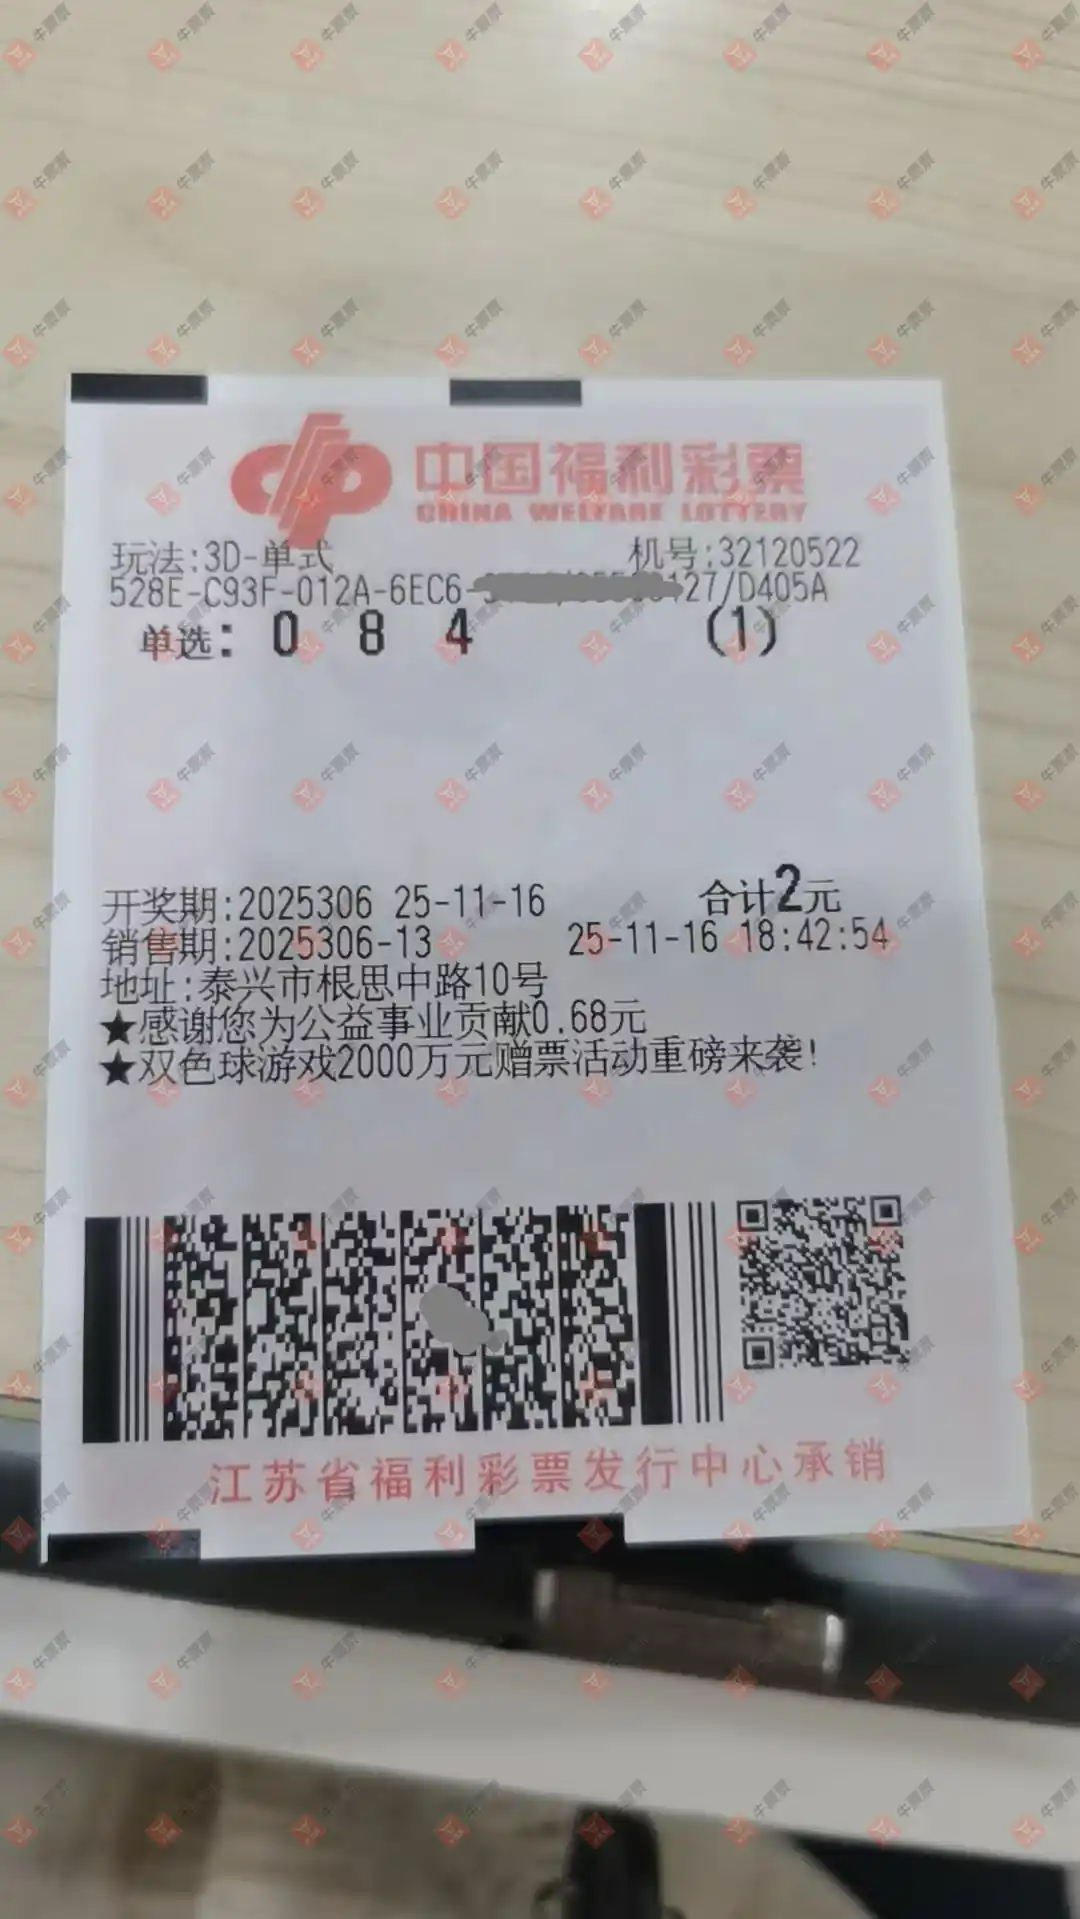 中国福利彩票
CHINA WELFARE LOTTERY
玩法:3D-单式 机号:32120522
528E-C93F-012A-6EC6- 127/D405A
单选: 0 8 4 (1)
开奖期:2025306 25-11-16 合计2元
销售期:2025306-13 25-11-16 18:42:54
地址:泰兴市根思中路10号
★感谢您为公益事业贡献0.68元
★双色球游戏2000万元赠票活动重磅来袭!
江苏省福利彩票发行中心承销
牛票票